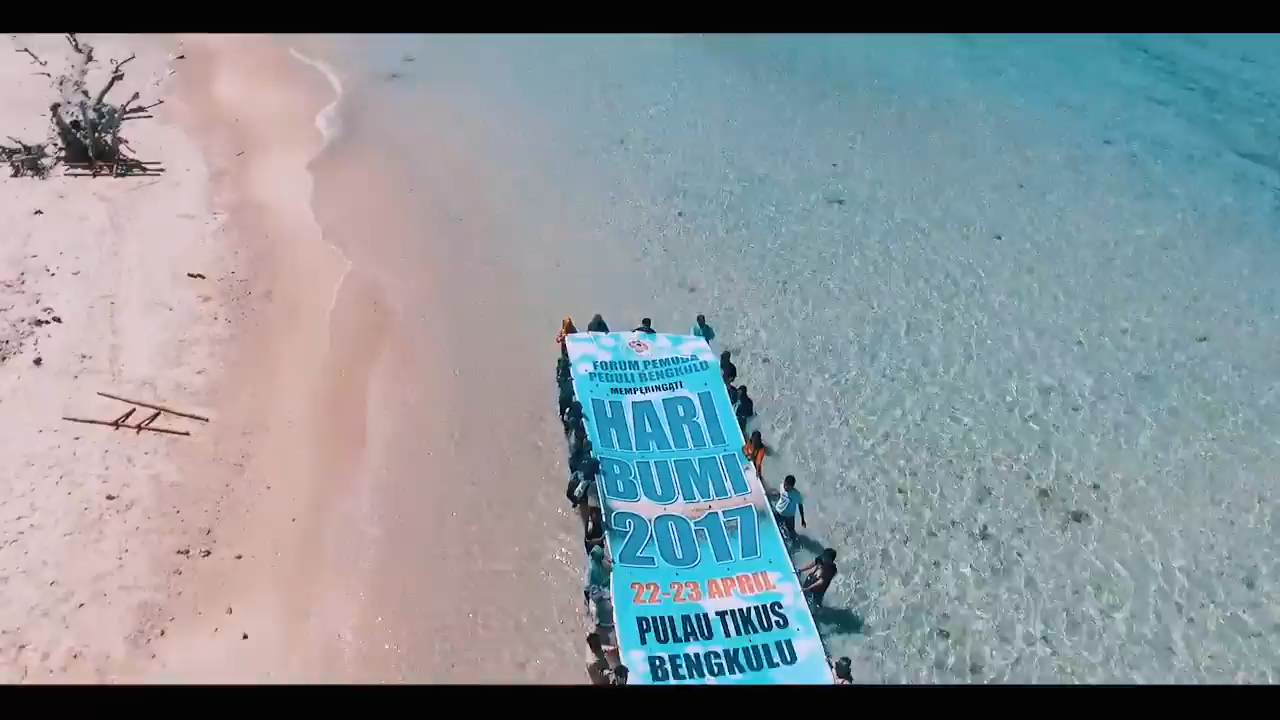 FORUM PEMUDA
PEDULI BENGKULU
MEMPERINGATI
HARI
BUMI
2017
22-23 APRIL
PULAU TIKUS
BENGKULU